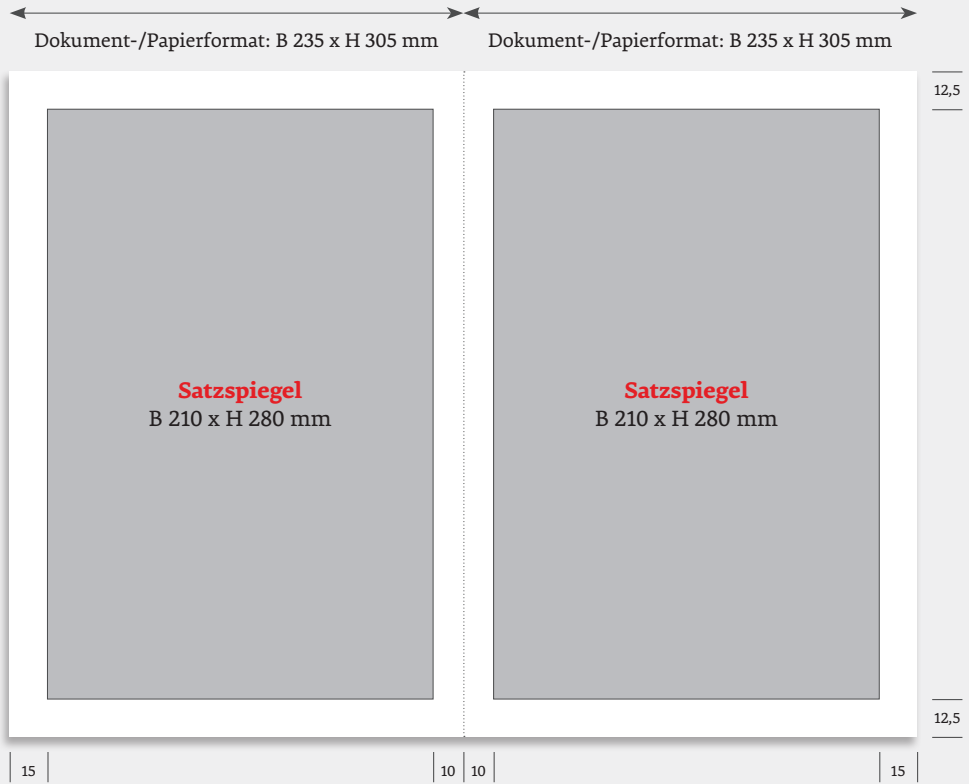 Dokument-/Papierformat: B 235 x H 305 mm
Dokument-/Papierformat: B 235 x H 305 mm
12,5
Satzspiegel
B 210 x H 280 mm
Satzspiegel
B 210 x H 280 mm
12,5
15
10
10
15